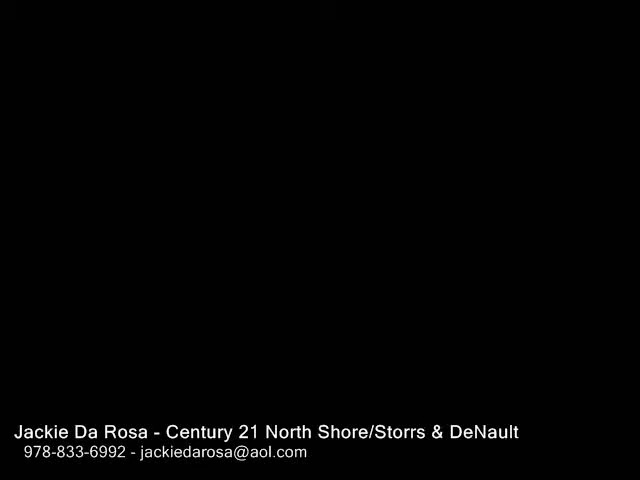 Jackie Da Rosa - Century 21 North Shore/Storrs & DeNault
978-833-6992 - jackiedarosa@aol.com